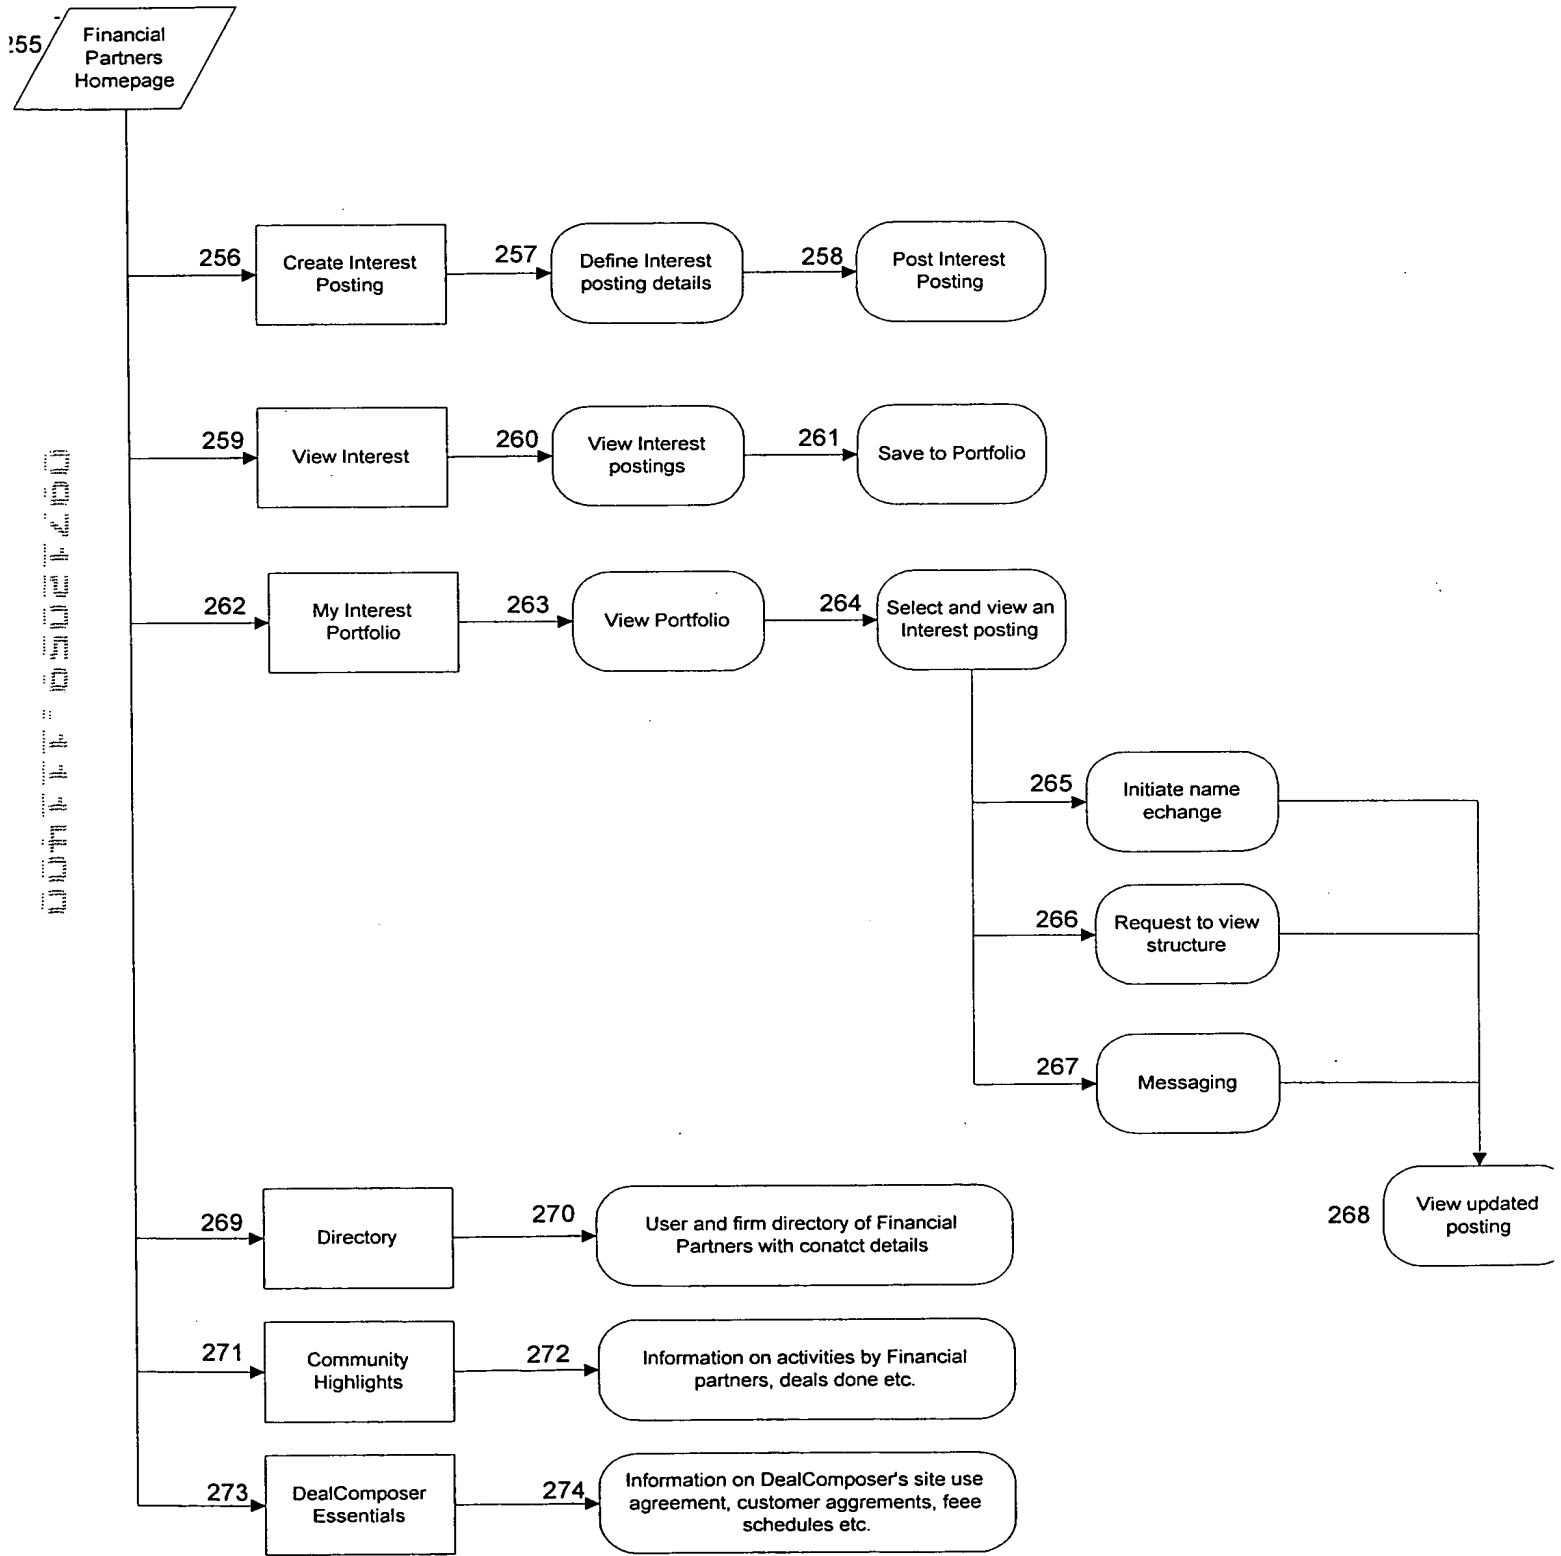 255
Financial
Partners
Homepage
256
Create Interest
Posting
257
Define Interest
posting details
258
Post Interest
Posting
259
View Interest
260
View Interest
postings
261
Save to Portfolio
262
My Interest
Portfolio
263
View Portfolio
264
Select and view an
Interest posting
265
Initiate name
echange
266
Request to view
structure
267
Messaging
268
View updated
posting
269
Directory
270
User and firm directory of Financial
Partners with conatct details
271
Community
Highlights
272
Information on activities by Financial
partners, deals done etc.
273
DealComposer
Essentials
274
Information on DealComposer's site use
agreement, customer aggrements, feee
schedules etc.
09712050.111400